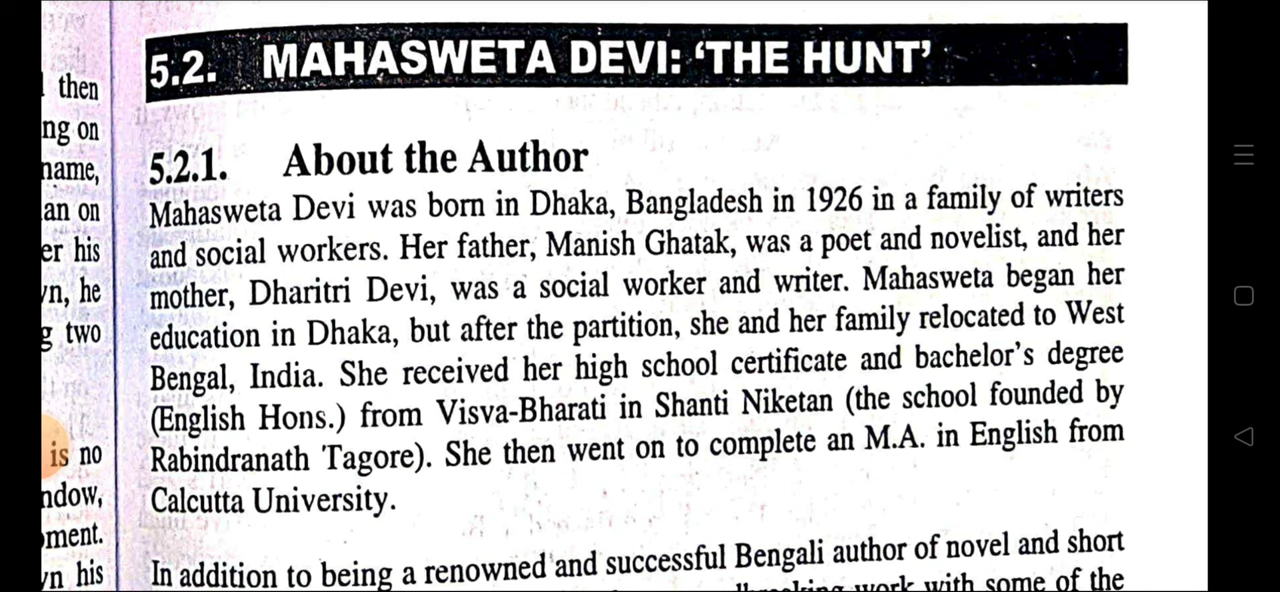 then
ng on
name,
an on
er his
n, he
g two
is no
ndow,
ment.
n his
5.2. MAHASWETA DEVI: ‘THE HUNT’
5.2.1. About the Author
Mahasweta Devi was born in Dhaka, Bangladesh in 1926 in a family of writers
and social workers. Her father, Manish Ghatak, was a poet and novelist, and her
mother, Dharitri Devi, was a social worker and writer. Mahasweta began her
education in Dhaka, but after the partition, she and her family relocated to West
Bengal, India. She received her high school certificate and bachelor’s degree
(English Hons.) from Visva-Bharati in Shanti Niketan (the school founded by
Rabindranath Tagore). She then went on to complete an M.A. in English from
Calcutta University.
In addition to being a renowned and successful Bengali author of novel and short
work with some of the